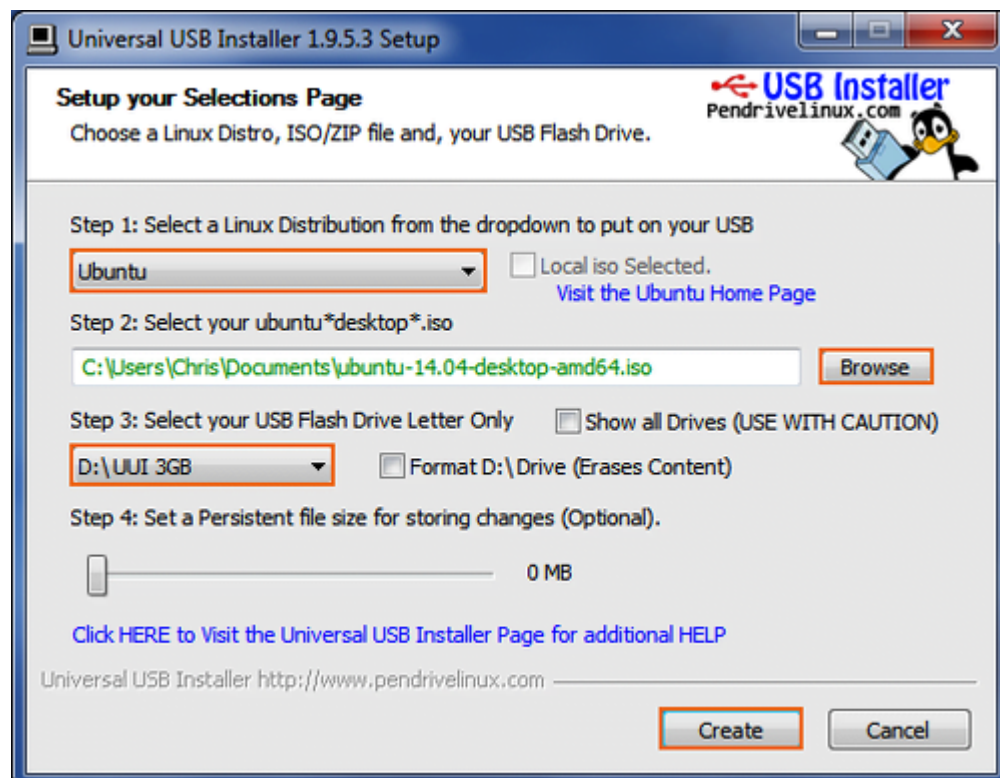 Universal USB Installer 1.9.5.3 Setup
Setup your Selections Page
Choose a Linux Distro, ISO/ZIP file and, your USB Flash Drive.
USB Installer
Pendrivelinux.com
Step 1: Select a Linux Distribution from the dropdown to put on your USB
Ubuntu
Local iso Selected.
Visit the Ubuntu Home Page
Step 2: Select your ubuntu*desktop*.iso
C:\Users\Chris\Documents\ubuntu-14.04-desktop-amd64.iso
Browse
Step 3: Select your USB Flash Drive Letter Only
Show all Drives (USE WITH CAUTION)
D:\UUI 3GB
Format D:\ Drive (Erases Content)
Step 4: Set a Persistent file size for storing changes (Optional).
0 MB
Click HERE to Visit the Universal USB Installer Page for additional HELP
Universal USB Installer http://www.pendrivelinux.com
Create
Cancel